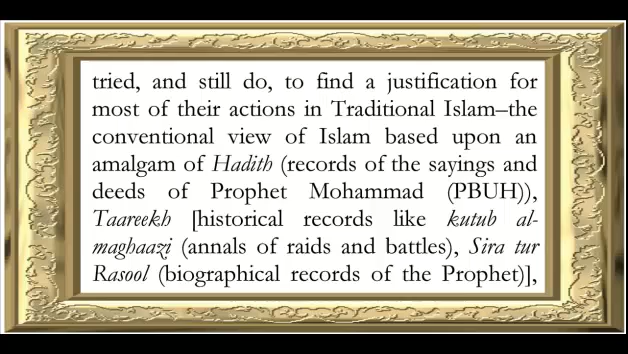 tried, and still do, to find a justification for
most of their actions in Traditional Islam–the
conventional view of Islam based upon an
amalgam of Hadith (records of the sayings and
deeds of Prophet Mohammad (PBUH)),
Taareekh [historical records like kutub al-
maghaazi (annals of raids and battles), Sira tur
Rasool (biographical records of the Prophet)],